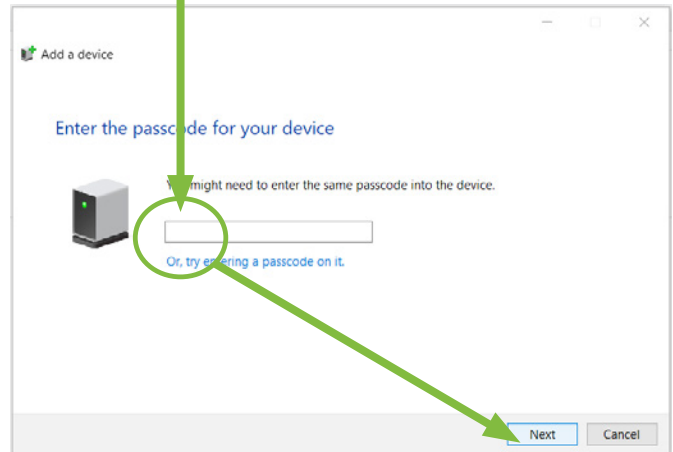 Add a device
Enter the passcode for your device
You might need to enter the same passcode into the device.
Or, try entering a passcode on it.
Next
Cancel